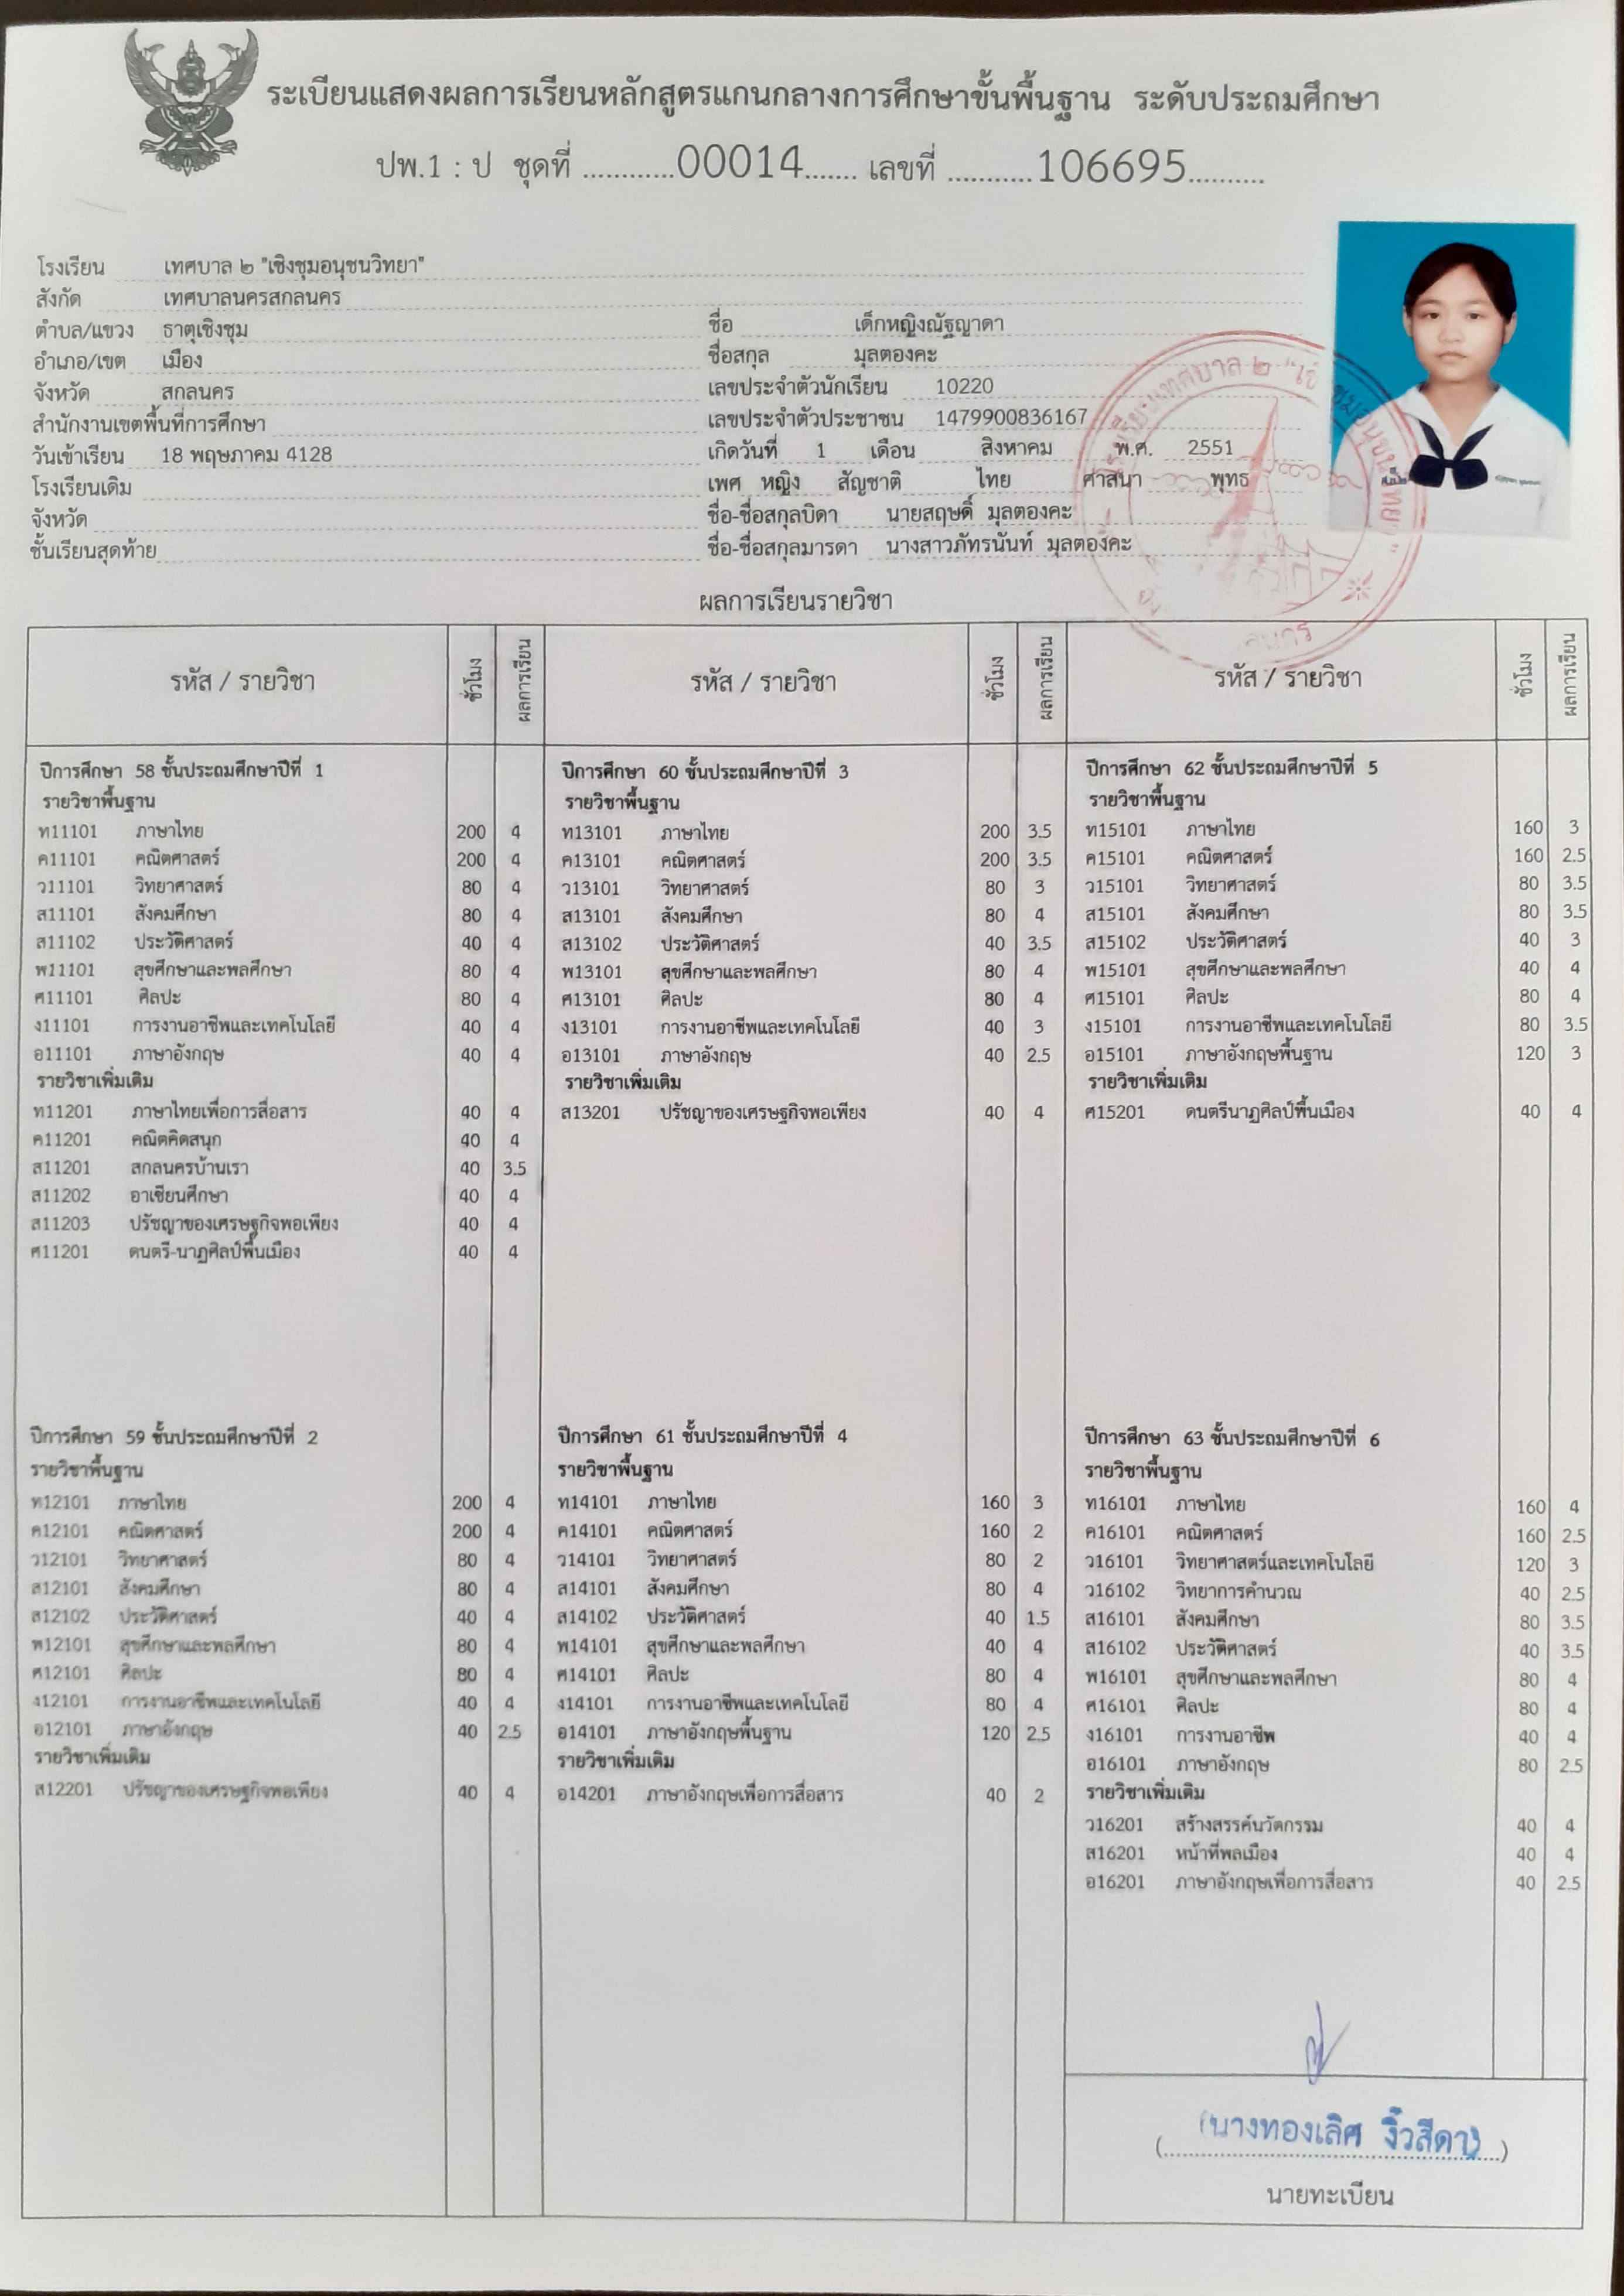 ระเบียนแสดงผลการเรียนหลักสูตรแกนกลางการศึกษาขั้นพื้นฐาน ระดับประถมศึกษา
ปพ.1 : ป ชุดที่ ............00014....... เลขที่ ...........106695..........
โรงเรียน เทศบาล ๒ "เชิงชุมอนุชนวิทยา"
สังกัด เทศบาลนครสกลนคร
ตำบล/แขวง ธาตุเชิงชุม
อำเภอ/เขต เมือง
จังหวัด สกลนคร
สำนักงานเขตพื้นที่การศึกษา
วันเข้าเรียน 18 พฤษภาคม 4128
โรงเรียนเดิม
จังหวัด
ชั้นเรียนสุดท้าย
ชื่อ เด็กหญิงณัฐญาดา
ชื่อสกุล มุลตองคะ
เลขประจำตัวนักเรียน 10220
เลขประจำตัวประชาชน 1479900836167
เกิดวันที่ 1 เดือน สิงหาคม พ.ศ. 2551
เพศ หญิง สัญชาติ ไทย ศาสนา พุทธ
ชื่อ-ชื่อสกุลบิดา นายสฤษดิ์ มุลตองคะ
ชื่อ-ชื่อสกุลมารดา นางสาวภัทรนันท์ มุลตองคะ
โรงเรียนเทศบาล ๒ "เชิงชุมอนุชนวิทยา"
ผลการเรียนรายวิชา
รหัส / รายวิชา ชั่วโมง ผลการเรียน รหัส / รายวิชา ชั่วโมง ผลการเรียน รหัส / รายวิชา ชั่วโมง ผลการเรียน
ปีการศึกษา 58 ชั้นประถมศึกษาปีที่ 1
รายวิชาพื้นฐาน
ท11101 ภาษาไทย 200 4
ค11101 คณิตศาสตร์ 200 4
ว11101 วิทยาศาสตร์ 80 4
ส11101 สังคมศึกษา 80 4
ส11102 ประวัติศาสตร์ 40 4
พ11101 สุขศึกษาและพลศึกษา 80 4
ศ11101 ศิลปะ 80 4
ง11101 การงานอาชีพและเทคโนโลยี 40 4
อ11101 ภาษาอังกฤษ 40 4
รายวิชาเพิ่มเติม
ท11201 ภาษาไทยเพื่อการสื่อสาร 40 4
ค11201 คณิตคิดสนุก 40 4
ส11201 สกลนครบ้านเรา 40 3.5
ส11202 อาเซียนศึกษา 40 4
ส11203 ปรัชญาของเศรษฐกิจพอเพียง 40 4
ศ11201 ดนตรี-นาฏศิลป์พื้นเมือง 40 4
ปีการศึกษา 59 ชั้นประถมศึกษาปีที่ 2
รายวิชาพื้นฐาน
ท12101 ภาษาไทย 200 4
ค12101 คณิตศาสตร์ 200 4
ว12101 วิทยาศาสตร์ 80 4
ส12101 สังคมศึกษา 80 4
ส12102 ประวัติศาสตร์ 40 4
พ12101 สุขศึกษาและพลศึกษา 80 4
ศ12101 ศิลปะ 80 4
ง12101 การงานอาชีพและเทคโนโลยี 40 4
อ12101 ภาษาอังกฤษ 40 2.5
รายวิชาเพิ่มเติม
ส12201 ปรัชญาของเศรษฐกิจพอเพียง 40 4
ปีการศึกษา 60 ชั้นประถมศึกษาปีที่ 3
รายวิชาพื้นฐาน
ท13101 ภาษาไทย 200 3.5
ค13101 คณิตศาสตร์ 200 3.5
ว13101 วิทยาศาสตร์ 80 3
ส13101 สังคมศึกษา 80 4
ส13102 ประวัติศาสตร์ 40 3.5
พ13101 สุขศึกษาและพลศึกษา 80 4
ศ13101 ศิลปะ 80 4
ง13101 การงานอาชีพและเทคโนโลยี 40 3
อ13101 ภาษาอังกฤษ 40 2.5
รายวิชาเพิ่มเติม
ส13201 ปรัชญาของเศรษฐกิจพอเพียง 40 4
ปีการศึกษา 61 ชั้นประถมศึกษาปีที่ 4
รายวิชาพื้นฐาน
ท14101 ภาษาไทย 160 3
ค14101 คณิตศาสตร์ 160 2
ว14101 วิทยาศาสตร์ 80 2
ส14101 สังคมศึกษา 80 4
ส14102 ประวัติศาสตร์ 40 1.5
พ14101 สุขศึกษาและพลศึกษา 40 4
ศ14101 ศิลปะ 80 4
ง14101 การงานอาชีพและเทคโนโลยี 80 4
อ14101 ภาษาอังกฤษพื้นฐาน 120 2.5
รายวิชาเพิ่มเติม
อ14201 ภาษาอังกฤษเพื่อการสื่อสาร 40 2
ปีการศึกษา 62 ชั้นประถมศึกษาปีที่ 5
รายวิชาพื้นฐาน
ท15101 ภาษาไทย 160 3
ค15101 คณิตศาสตร์ 160 2.5
ว15101 วิทยาศาสตร์ 80 3.5
ส15101 สังคมศึกษา 80 3.5
ส15102 ประวัติศาสตร์ 40 3
พ15101 สุขศึกษาและพลศึกษา 40 4
ศ15101 ศิลปะ 80 4
ง15101 การงานอาชีพและเทคโนโลยี 80 3.5
อ15101 ภาษาอังกฤษพื้นฐาน 120 3
รายวิชาเพิ่มเติม
ศ15201 ดนตรีนาฏศิลป์พื้นเมือง 40 4
ปีการศึกษา 63 ชั้นประถมศึกษาปีที่ 6
รายวิชาพื้นฐาน
ท16101 ภาษาไทย 160 4
ค16101 คณิตศาสตร์ 160 2.5
ว16101 วิทยาศาสตร์และเทคโนโลยี 120 3
ว16102 วิทยาการคำนวณ 40 2.5
ส16101 สังคมศึกษา 80 3.5
ส16102 ประวัติศาสตร์ 40 3.5
พ16101 สุขศึกษาและพลศึกษา 80 4
ศ16101 ศิลปะ 80 4
ง16101 การงานอาชีพ 40 4
อ16101 ภาษาอังกฤษ 80 2.5
รายวิชาเพิ่มเติม
ว16201 สร้างสรรค์นวัตกรรม 40 4
ส16201 หน้าที่พลเมือง 40 4
อ16201 ภาษาอังกฤษเพื่อการสื่อสาร 40 2.5
(นางทองเลิศ งิ้วสีดา)
(..........................................................)
นายทะเบียน